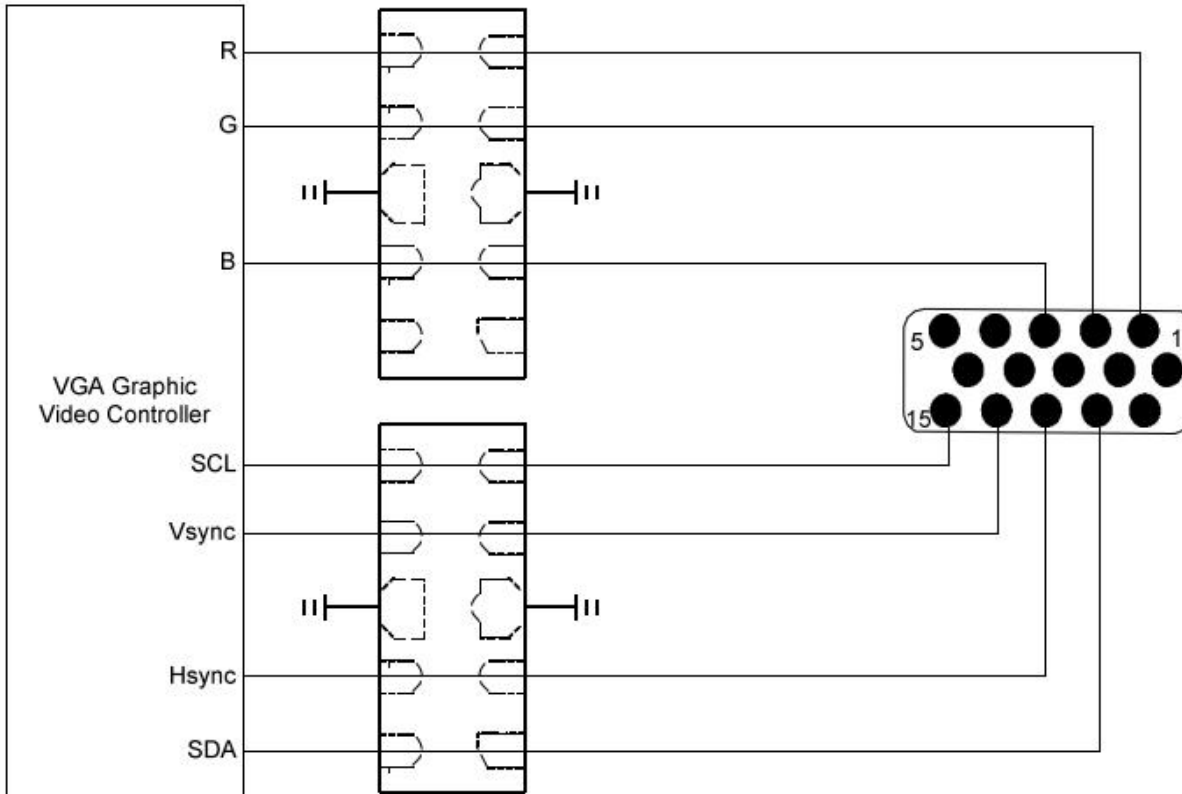 R
G
B
VGA Graphic
Video Controller
SCL
Vsync
Hsync
SDA
5
1
15